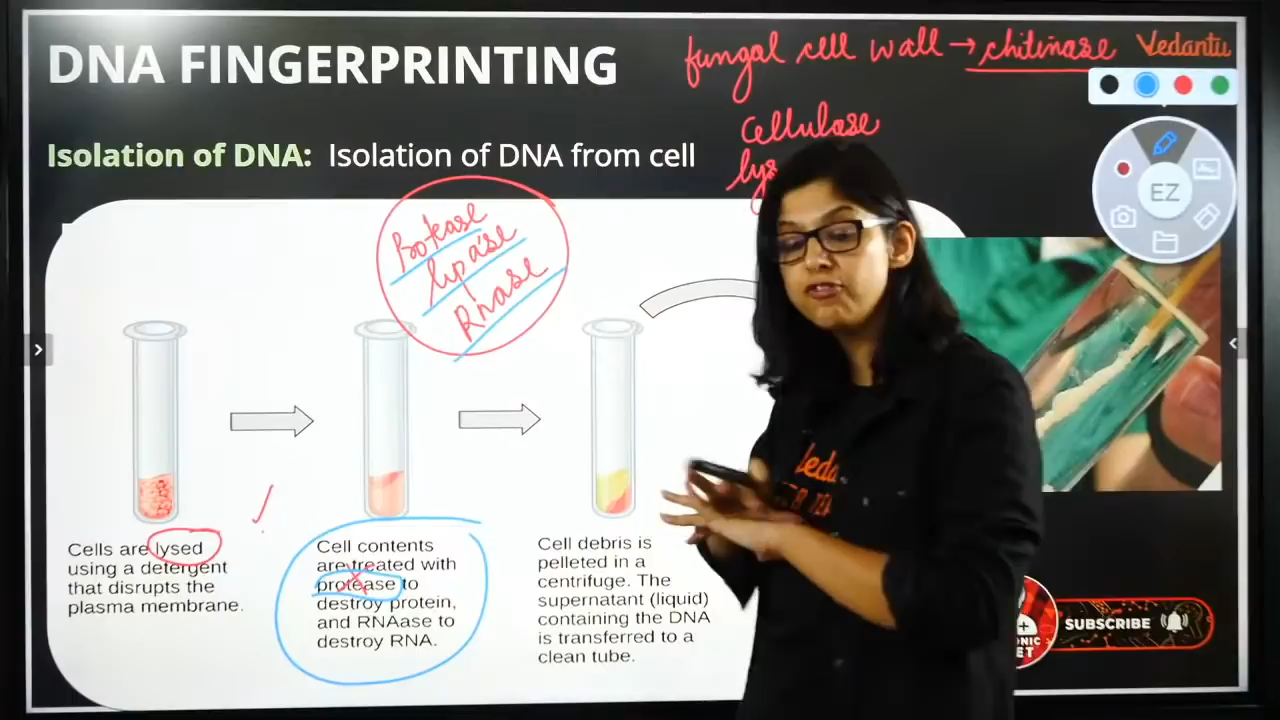 DNA FINGERPRINTING
fungal cell wall → chitinase
Vedantu
cellulase
lys
EZ
Isolation of DNA: Isolation of DNA from cell
Protease
lipase
RNase
Cells are lysed
using a detergent
that disrupts the
plasma membrane.
Cell contents
are treated with
protease to
destroy protein,
and RNAase to
destroy RNA.
Cell debris is
pelleted in a
centrifuge. The
supernatant (liquid)
containing the DNA
is transferred to a
clean tube.
Veda
SUBSCRIBE